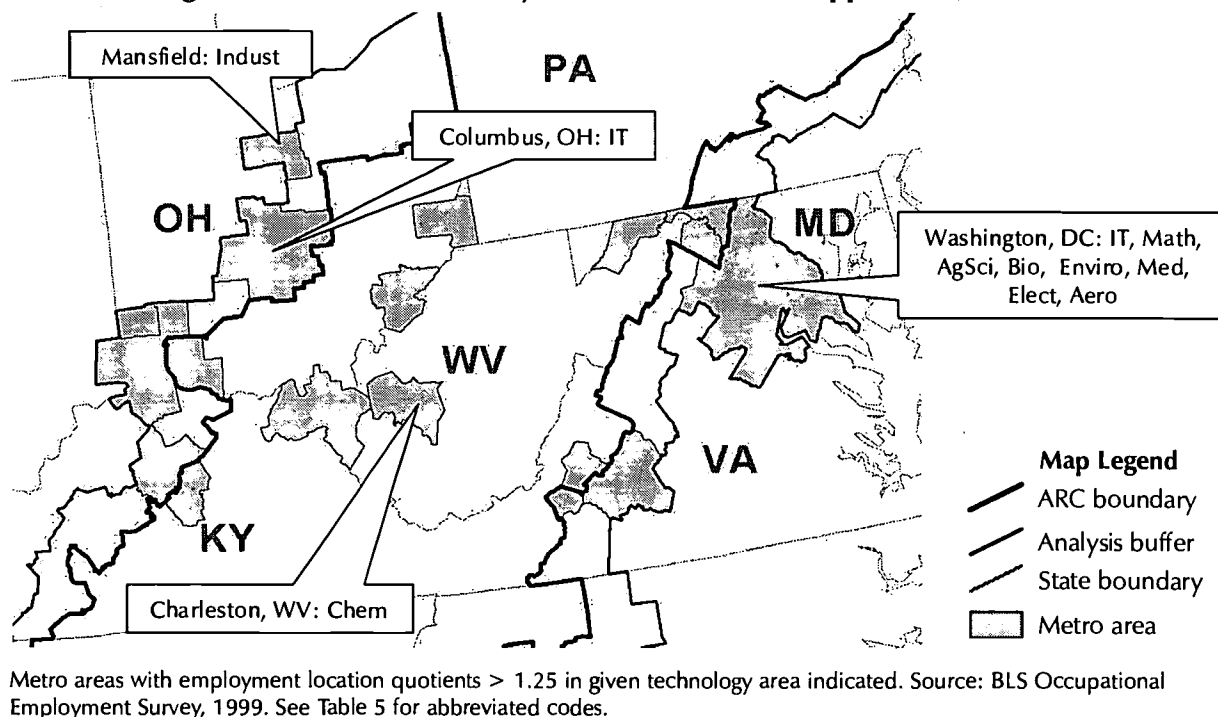 Mansfield: Indust
PA
Columbus, OH: IT
OH
MD
Washington, DC: IT, Math,
AgSci, Bio, Enviro, Med,
Elect, Aero
WV
VA
KY
Charleston, WV: Chem
Map Legend
ARC boundary
Analysis buffer
State boundary
Metro area
Metro areas with employment location quotients > 1.25 in given technology area indicated. Source: BLS Occupational
Employment Survey, 1999. See Table 5 for abbreviated codes.